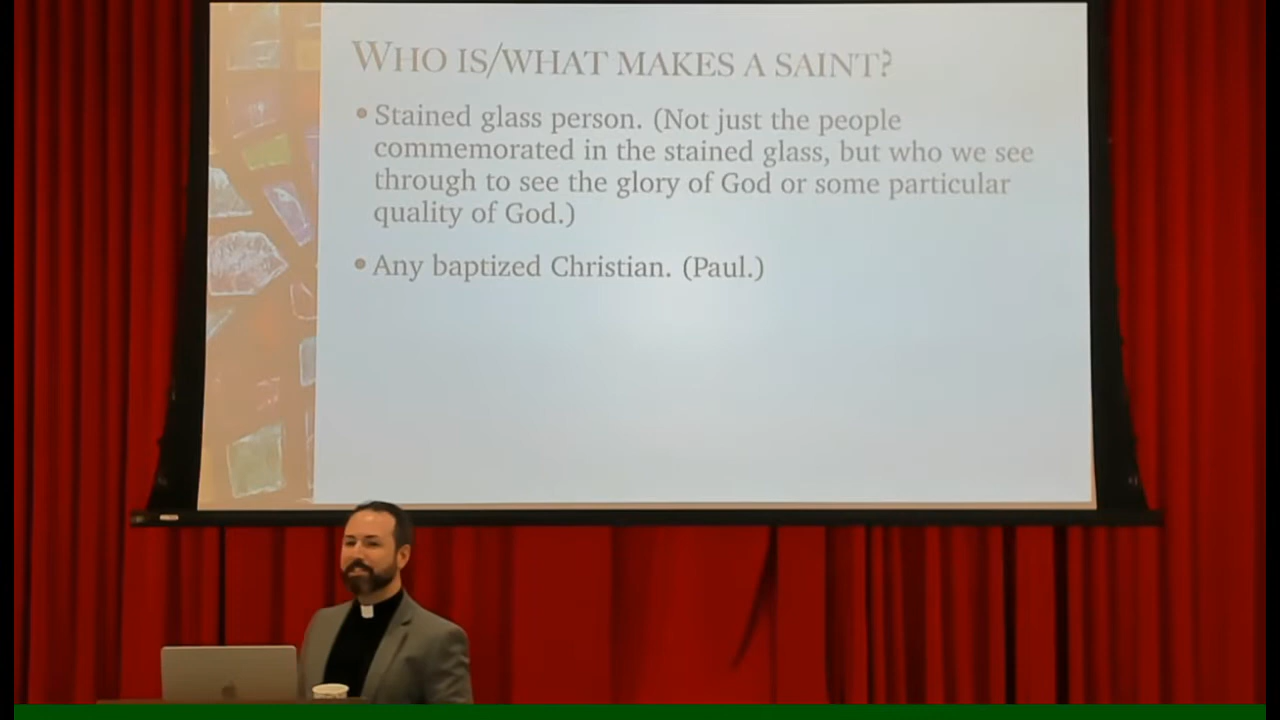 WHO IS/WHAT MAKES A SAINT?
• Stained glass person. (Not just the people
commemorated in the stained glass, but who we see
through to see the glory of God or some particular
quality of God.)
• Any baptized Christian. (Paul.)